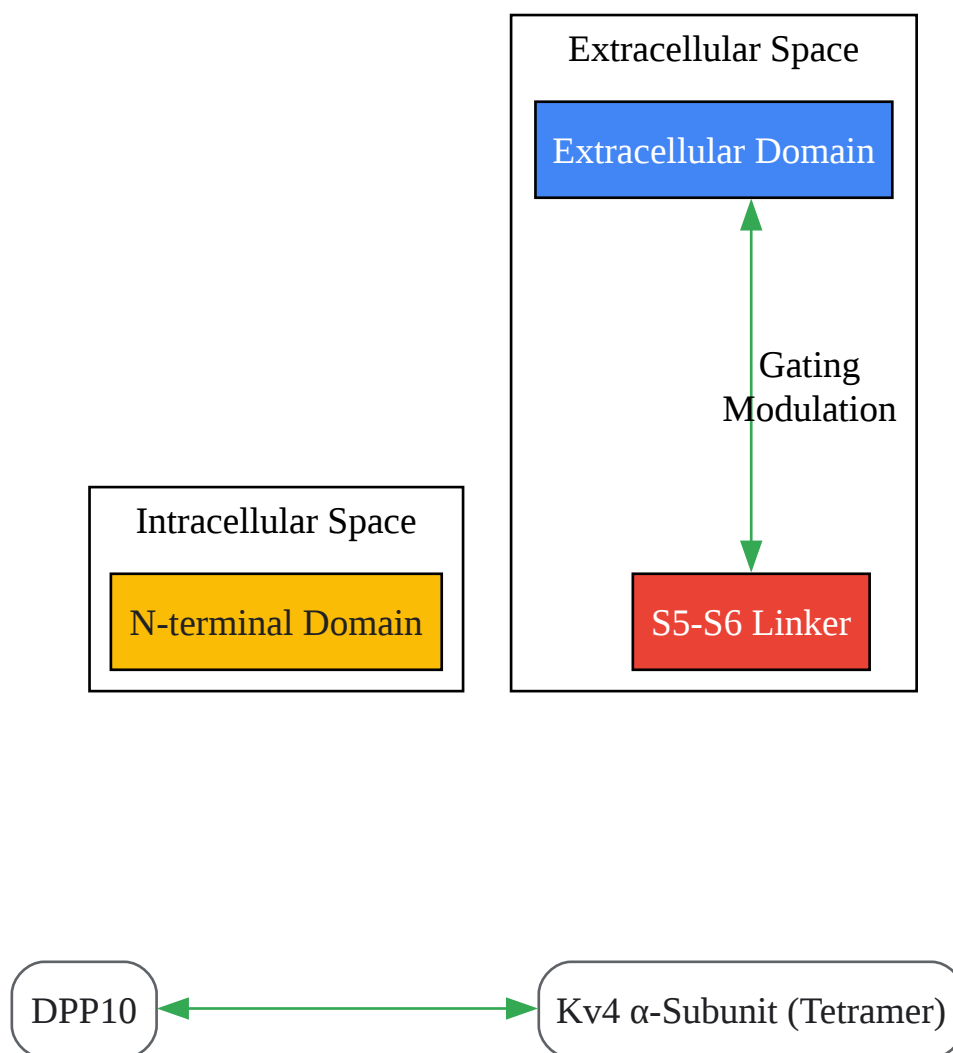 Extracellular Space
Extracellular Domain
Gating
Modulation
Intracellular Space
N-terminal Domain
S5-S6 Linker
DPP10
Kv4 α-Subunit (Tetramer)